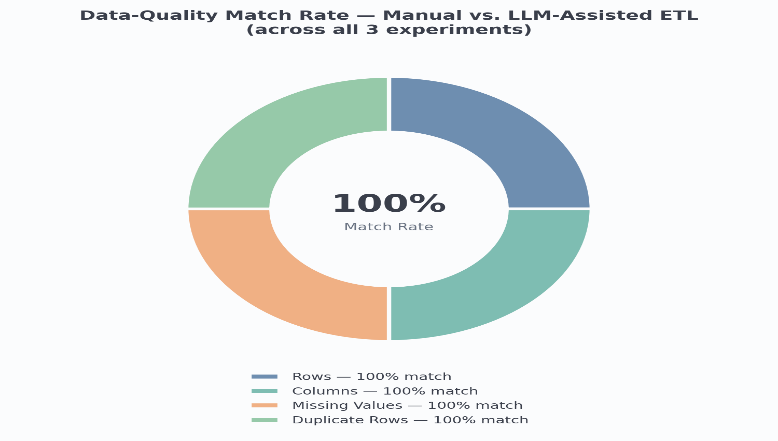 Data-Quality Match Rate — Manual vs. LLM-Assisted ETL
(across all 3 experiments)
100%
Match Rate
Rows — 100% match
Columns — 100% match
Missing Values — 100% match
Duplicate Rows — 100% match